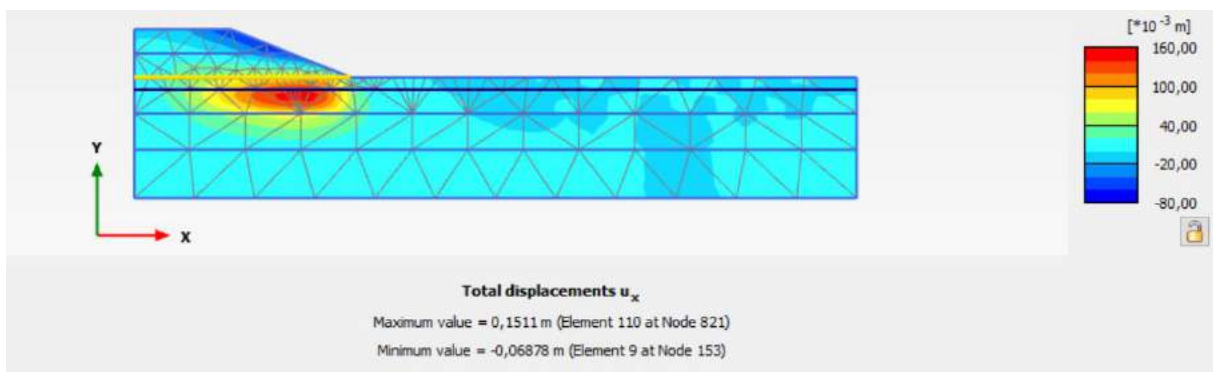 [*10 -3 m]
160,00
100,00
40,00
-20,00
-80,00
Y
X
Total displacements ux
Maximum value = 0,1511 m (Element 110 at Node 821)
Minimum value = -0,06878 m (Element 9 at Node 153)